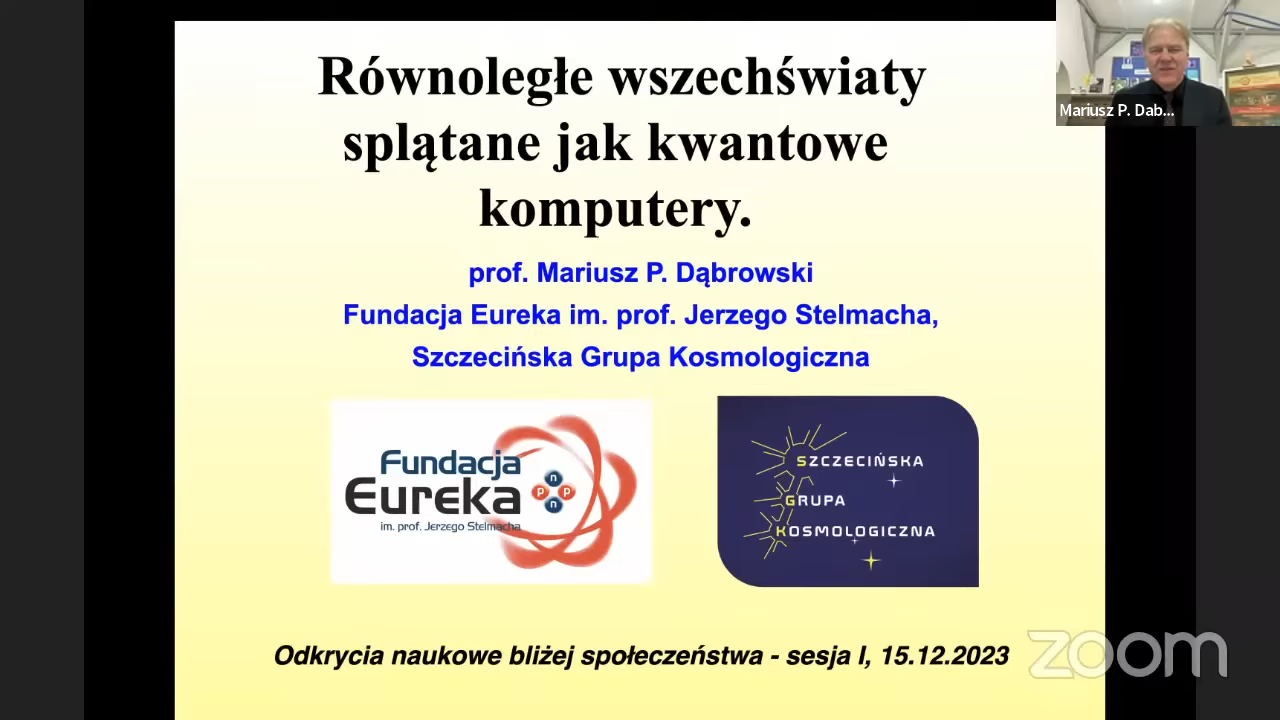 Równoległe wszechświaty
splątane jak kwantowe
komputery.
prof. Mariusz P. Dąbrowski
Fundacja Eureka im. prof. Jerzego Stelmacha,
Szczecińska Grupa Kosmologiczna
Fundacja
Eureka
im. prof. Jerzego Stelmacha
n
p p
n
SZCZECIŃSKA
GRUPA
KOSMOLOGICZNA
Odkrycia naukowe bliżej społeczeństwa - sesja I, 15.12.2023
Mariusz P. Dab...
zoom